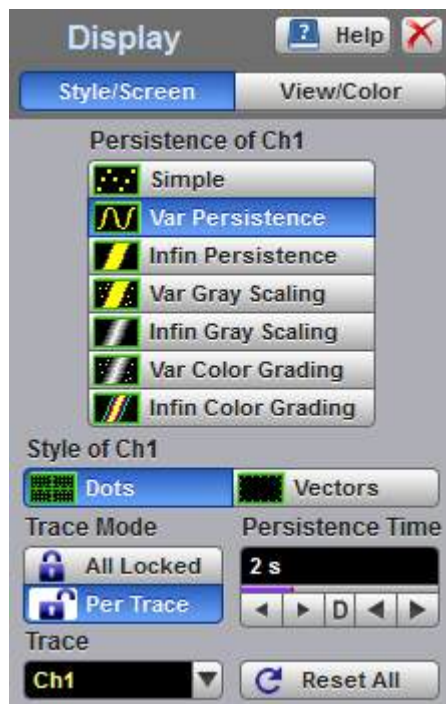 Display ? Help
Style/Screen View/Color
Persistence of Ch1
Simple
Var Persistence
Infin Persistence
Var Gray Scaling
Infin Gray Scaling
Var Color Grading
Infin Color Grading
Style of Ch1
Dots Vectors
Trace Mode Persistence Time
All Locked 2 s
Per Trace D
Trace
Ch1 Reset All